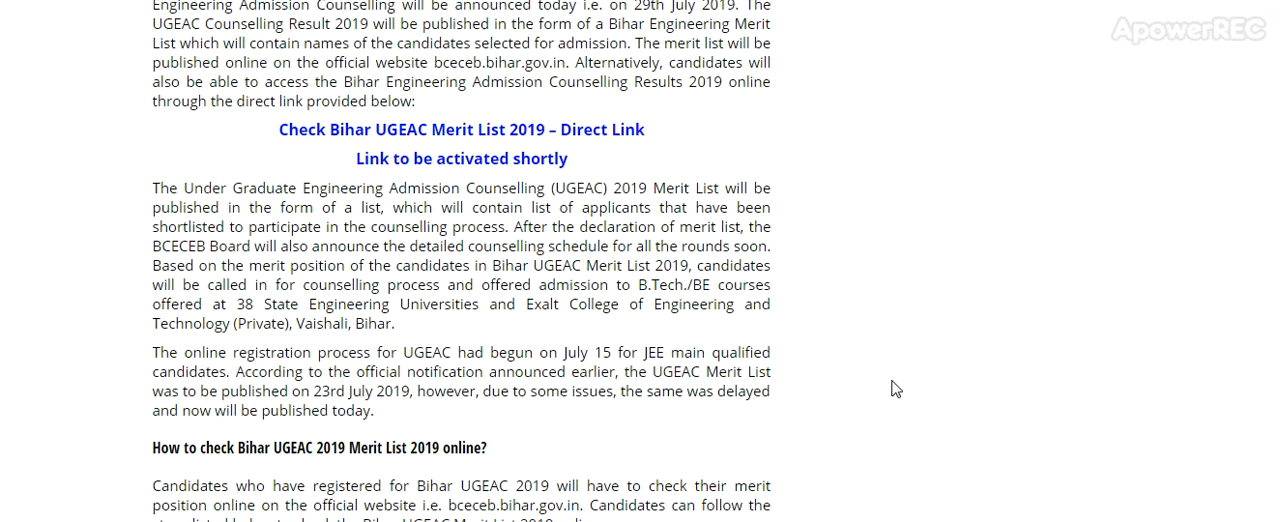 Engineering Admission Counselling will be announced today i.e. on 29th July 2019. The
ApowerREC
UGEAC Counselling Result 2019 will be published in the form of a Bihar Engineering Merit
List which will contain names of the candidates selected for admission. The merit list will be
published online on the official website bceceb.bihar.gov.in. Alternatively, candidates will
also be able to access the Bihar Engineering Admission Counselling Results 2019 online
through the direct link provided below:
Check Bihar UGEAC Merit List 2019 – Direct Link
Link to be activated shortly
The Under Graduate Engineering Admission Counselling (UGEAC) 2019 Merit List will be
published in the form of a list, which will contain list of applicants that have been
shortlisted to participate in the counselling process. After the declaration of merit list, the
BCECEB Board will also announce the detailed counselling schedule for all the rounds soon.
Based on the merit position of the candidates in Bihar UGEAC Merit List 2019, candidates
will be called in for counselling process and offered admission to B.Tech./BE courses
offered at 38 State Engineering Universities and Exalt College of Engineering and
Technology (Private), Vaishali, Bihar.
The online registration process for UGEAC had begun on July 15 for JEE main qualified
candidates. According to the official notification announced earlier, the UGEAC Merit List
was to be published on 23rd July 2019, however, due to some issues, the same was delayed
and now will be published today.
How to check Bihar UGEAC 2019 Merit List 2019 online?
Candidates who have registered for Bihar UGEAC 2019 will have to check their merit
position online on the official website i.e. bceceb.bihar.gov.in. Candidates can follow the